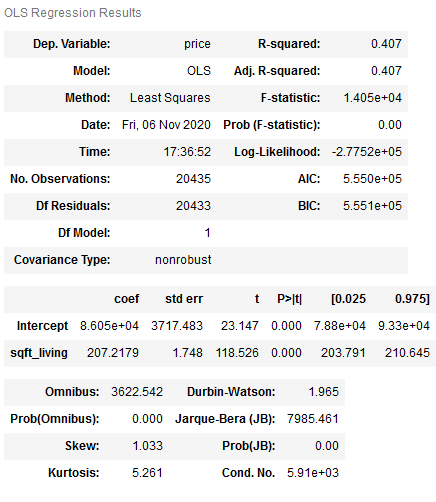 OLS Regression Results
Dep. Variable: price R-squared: 0.407
Model: OLS Adj. R-squared: 0.407
Method: Least Squares F-statistic: 1.405e+04
Date: Fri, 06 Nov 2020 Prob (F-statistic): 0.00
Time: 17:36:52 Log-Likelihood: -2.7752e+05
No. Observations: 20435 AIC: 5.550e+05
Df Residuals: 20433 BIC: 5.551e+05
Df Model: 1
Covariance Type: nonrobust
coef std err t P>|t| [0.025 0.975]
Intercept 8.605e+04 3717.483 23.147 0.000 7.88e+04 9.33e+04
sqft_living 207.2179 1.748 118.526 0.000 203.791 210.645
Omnibus: 3622.542 Durbin-Watson: 1.965
Prob(Omnibus): 0.000 Jarque-Bera (JB): 7985.461
Skew: 1.033 Prob(JB): 0.00
Kurtosis: 5.261 Cond. No. 5.91e+03